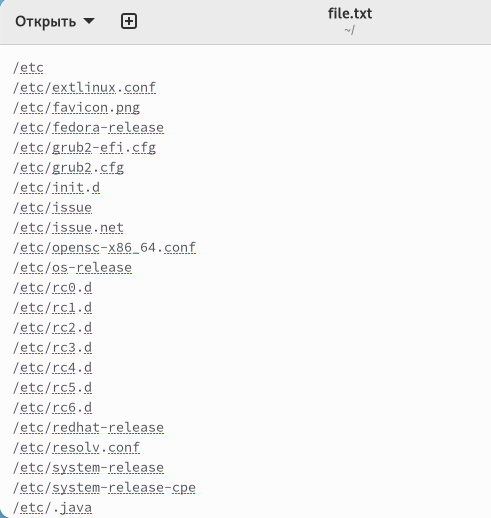 Открыть
file.txt
~/
/etc
/etc/extlinux.conf
/etc/favicon.png
/etc/fedora-release
/etc/grub2-efi.cfg
/etc/grub2.cfg
/etc/init.d
/etc/issue
/etc/issue.net
/etc/opensc-x86_64.conf
/etc/os-release
/etc/rc0.d
/etc/rc1.d
/etc/rc2.d
/etc/rc3.d
/etc/rc4.d
/etc/rc5.d
/etc/rc6.d
/etc/redhat-release
/etc/resolv.conf
/etc/system-release
/etc/system-release-cpe
/etc/.java